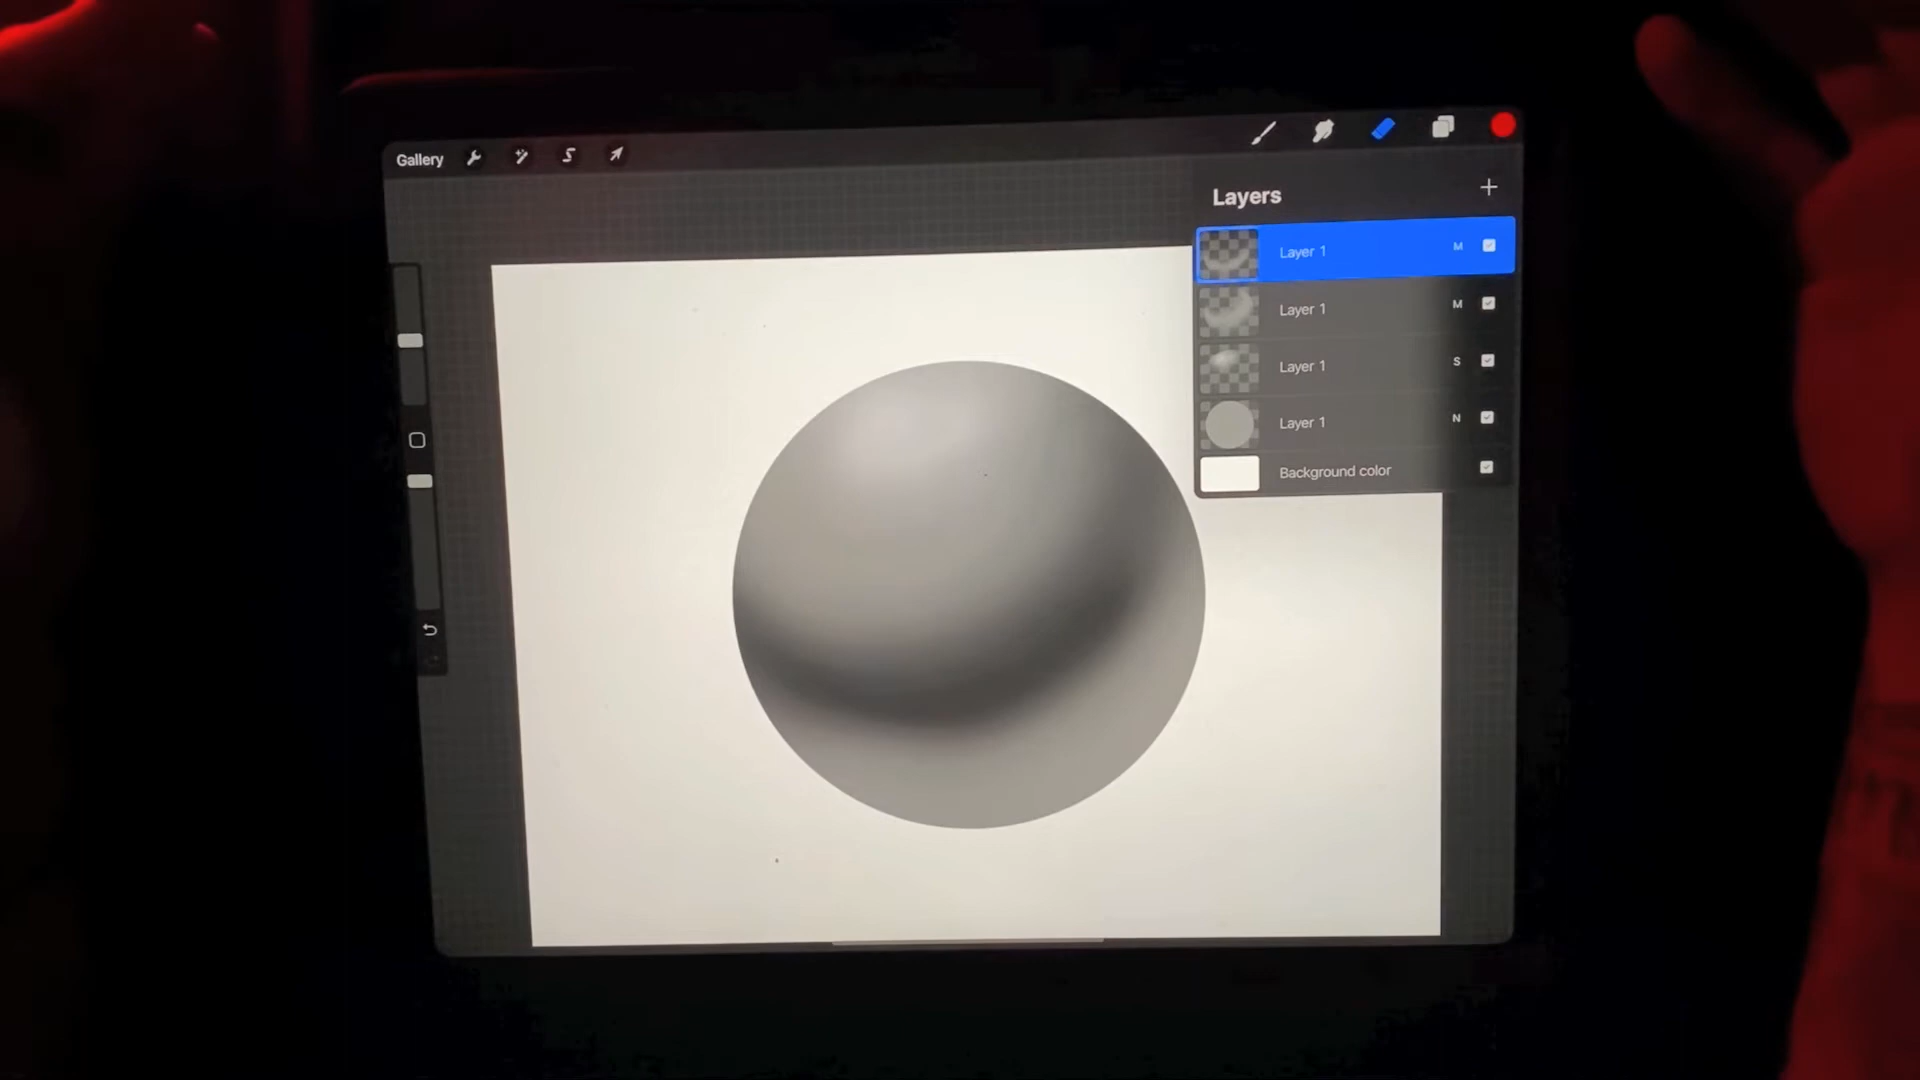 Gallery
Layers
Layer 1 M
Layer 1 M
Layer 1 S
Layer 1 N
Background color